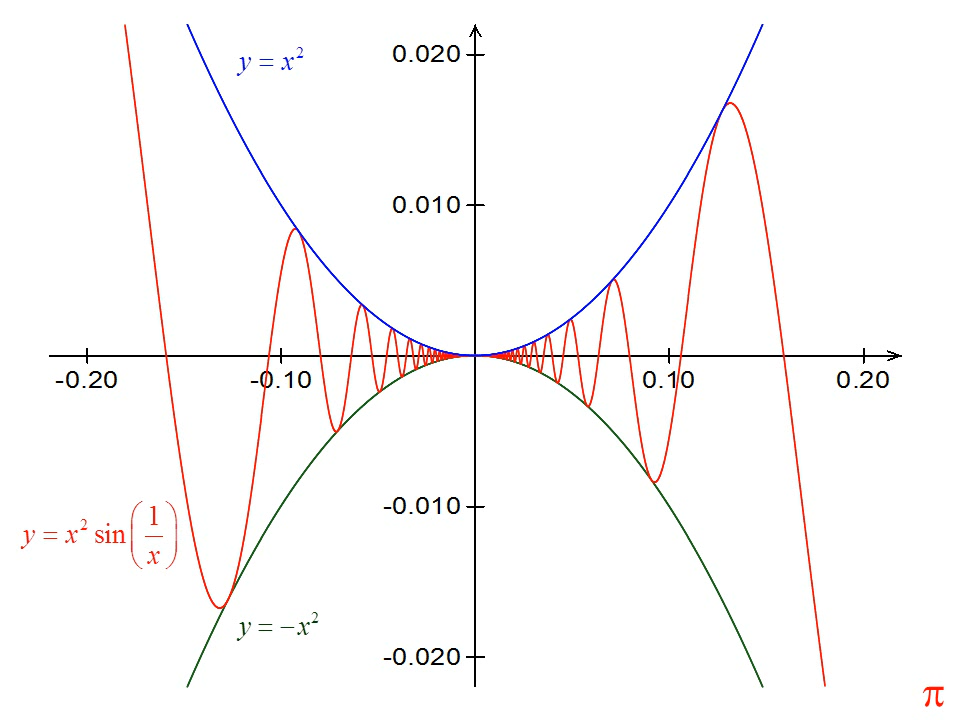 0.020
y = x²
0.010
-0.20
-0.10
0.10
0.20
-0.010
y = x² sin(1/x)
y = −x²
-0.020
π